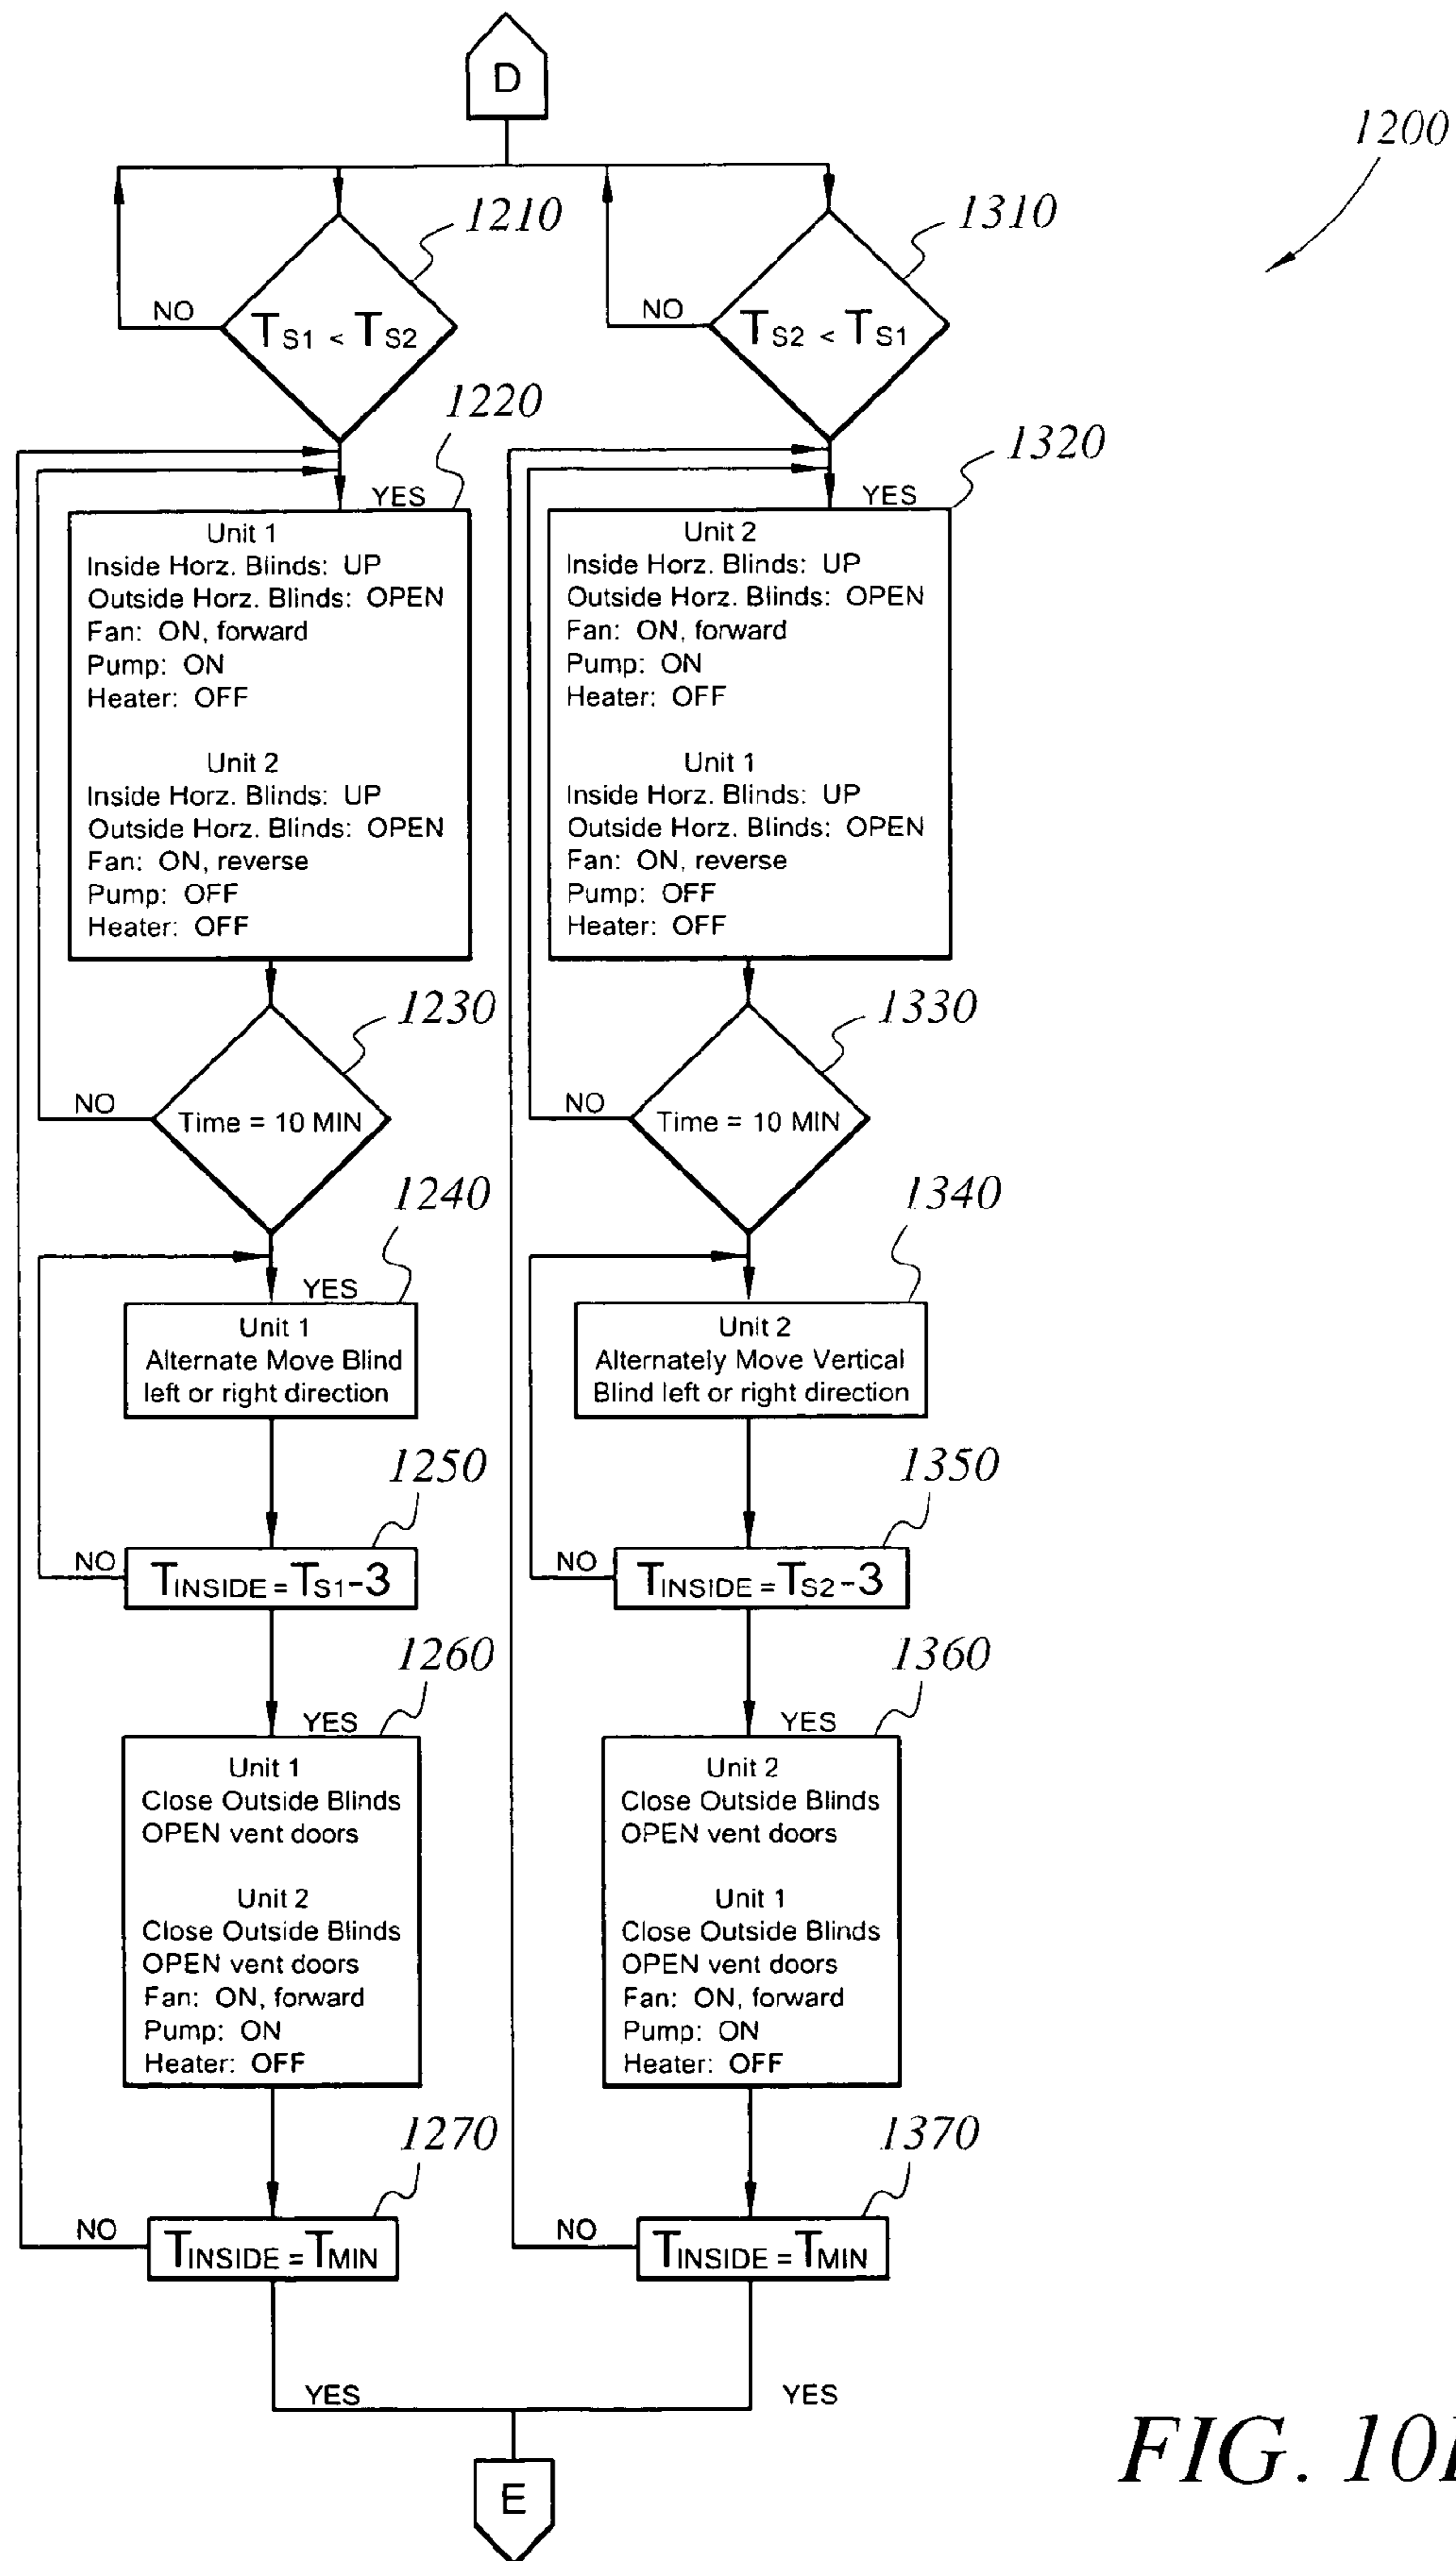 D
1200
1210
NO
TS1 < TS2
1310
NO
TS2 < TS1
1220
YES
Unit 1
Inside Horz. Blinds: UP
Outside Horz. Blinds: OPEN
Fan: ON, forward
Pump: ON
Heater: OFF
Unit 2
Inside Horz. Blinds: UP
Outside Horz. Blinds: OPEN
Fan: ON, reverse
Pump: OFF
Heater: OFF
1320
YES
Unit 2
Inside Horz. Blinds: UP
Outside Horz. Blinds: OPEN
Fan: ON, forward
Pump: ON
Heater: OFF
Unit 1
Inside Horz. Blinds: UP
Outside Horz. Blinds: OPEN
Fan: ON, reverse
Pump: OFF
Heater: OFF
1230
NO
Time = 10 MIN
1330
NO
Time = 10 MIN
1240
YES
Unit 1
Alternate Move Blind
left or right direction
1340
Unit 2
Alternately Move Vertical
Blind left or right direction
1250
NO
TINSIDE = TS1-3
1350
NO
TINSIDE = TS2-3
1260
YES
Unit 1
Close Outside Blinds
OPEN vent doors
Unit 2
Close Outside Blinds
OPEN vent doors
Fan: ON, forward
Pump: ON
Heater: OFF
1360
YES
Unit 2
Close Outside Blinds
OPEN vent doors
Unit 1
Close Outside Blinds
OPEN vent doors
Fan: ON, forward
Pump: ON
Heater: OFF
1270
NO
TINSIDE = TMIN
1370
NO
TINSIDE = TMIN
YES
YES
E
FIG.